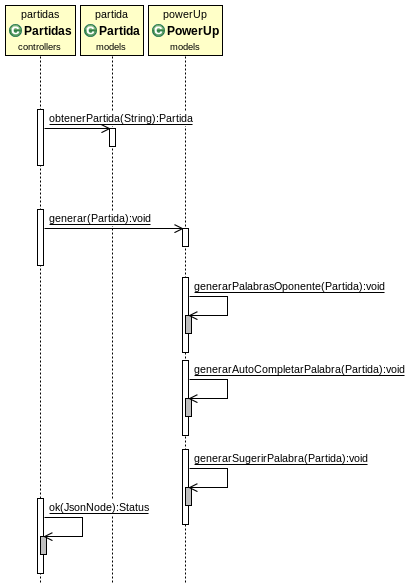 partidas
C Partidas
controllers
partida
C Partida
models
powerUp
C PowerUp
models
obtenerPartida(String):Partida
generar(Partida):void
generarPalabrasOponente(Partida):void
generarAutoCompletarPalabra(Partida):void
generarSugerirPalabra(Partida):void
ok(JsonNode):Status